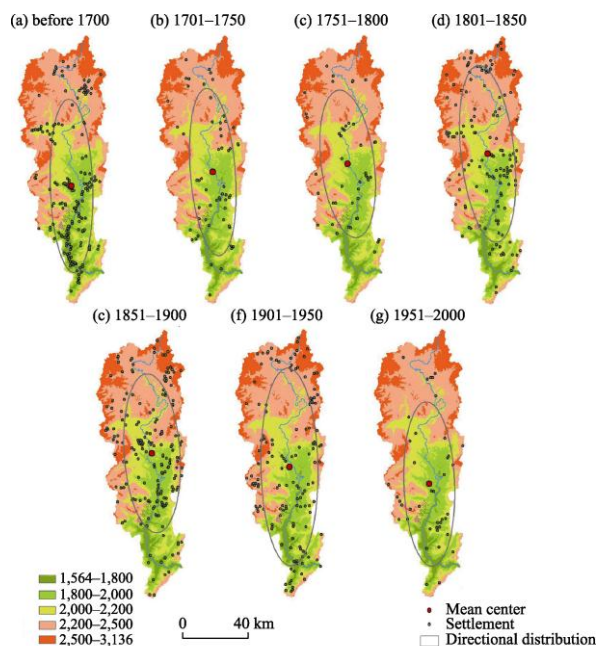 (a) before 1700
(b) 1701–1750
(c) 1751–1800
(d) 1801–1850
(c) 1851–1900
(f) 1901–1950
(g) 1951–2000
1,564–1,800
1,800–2,000
2,000–2,200
2,200–2,500
2,500–3,136
0 40 km
Mean center
Settlement
Directional distribution